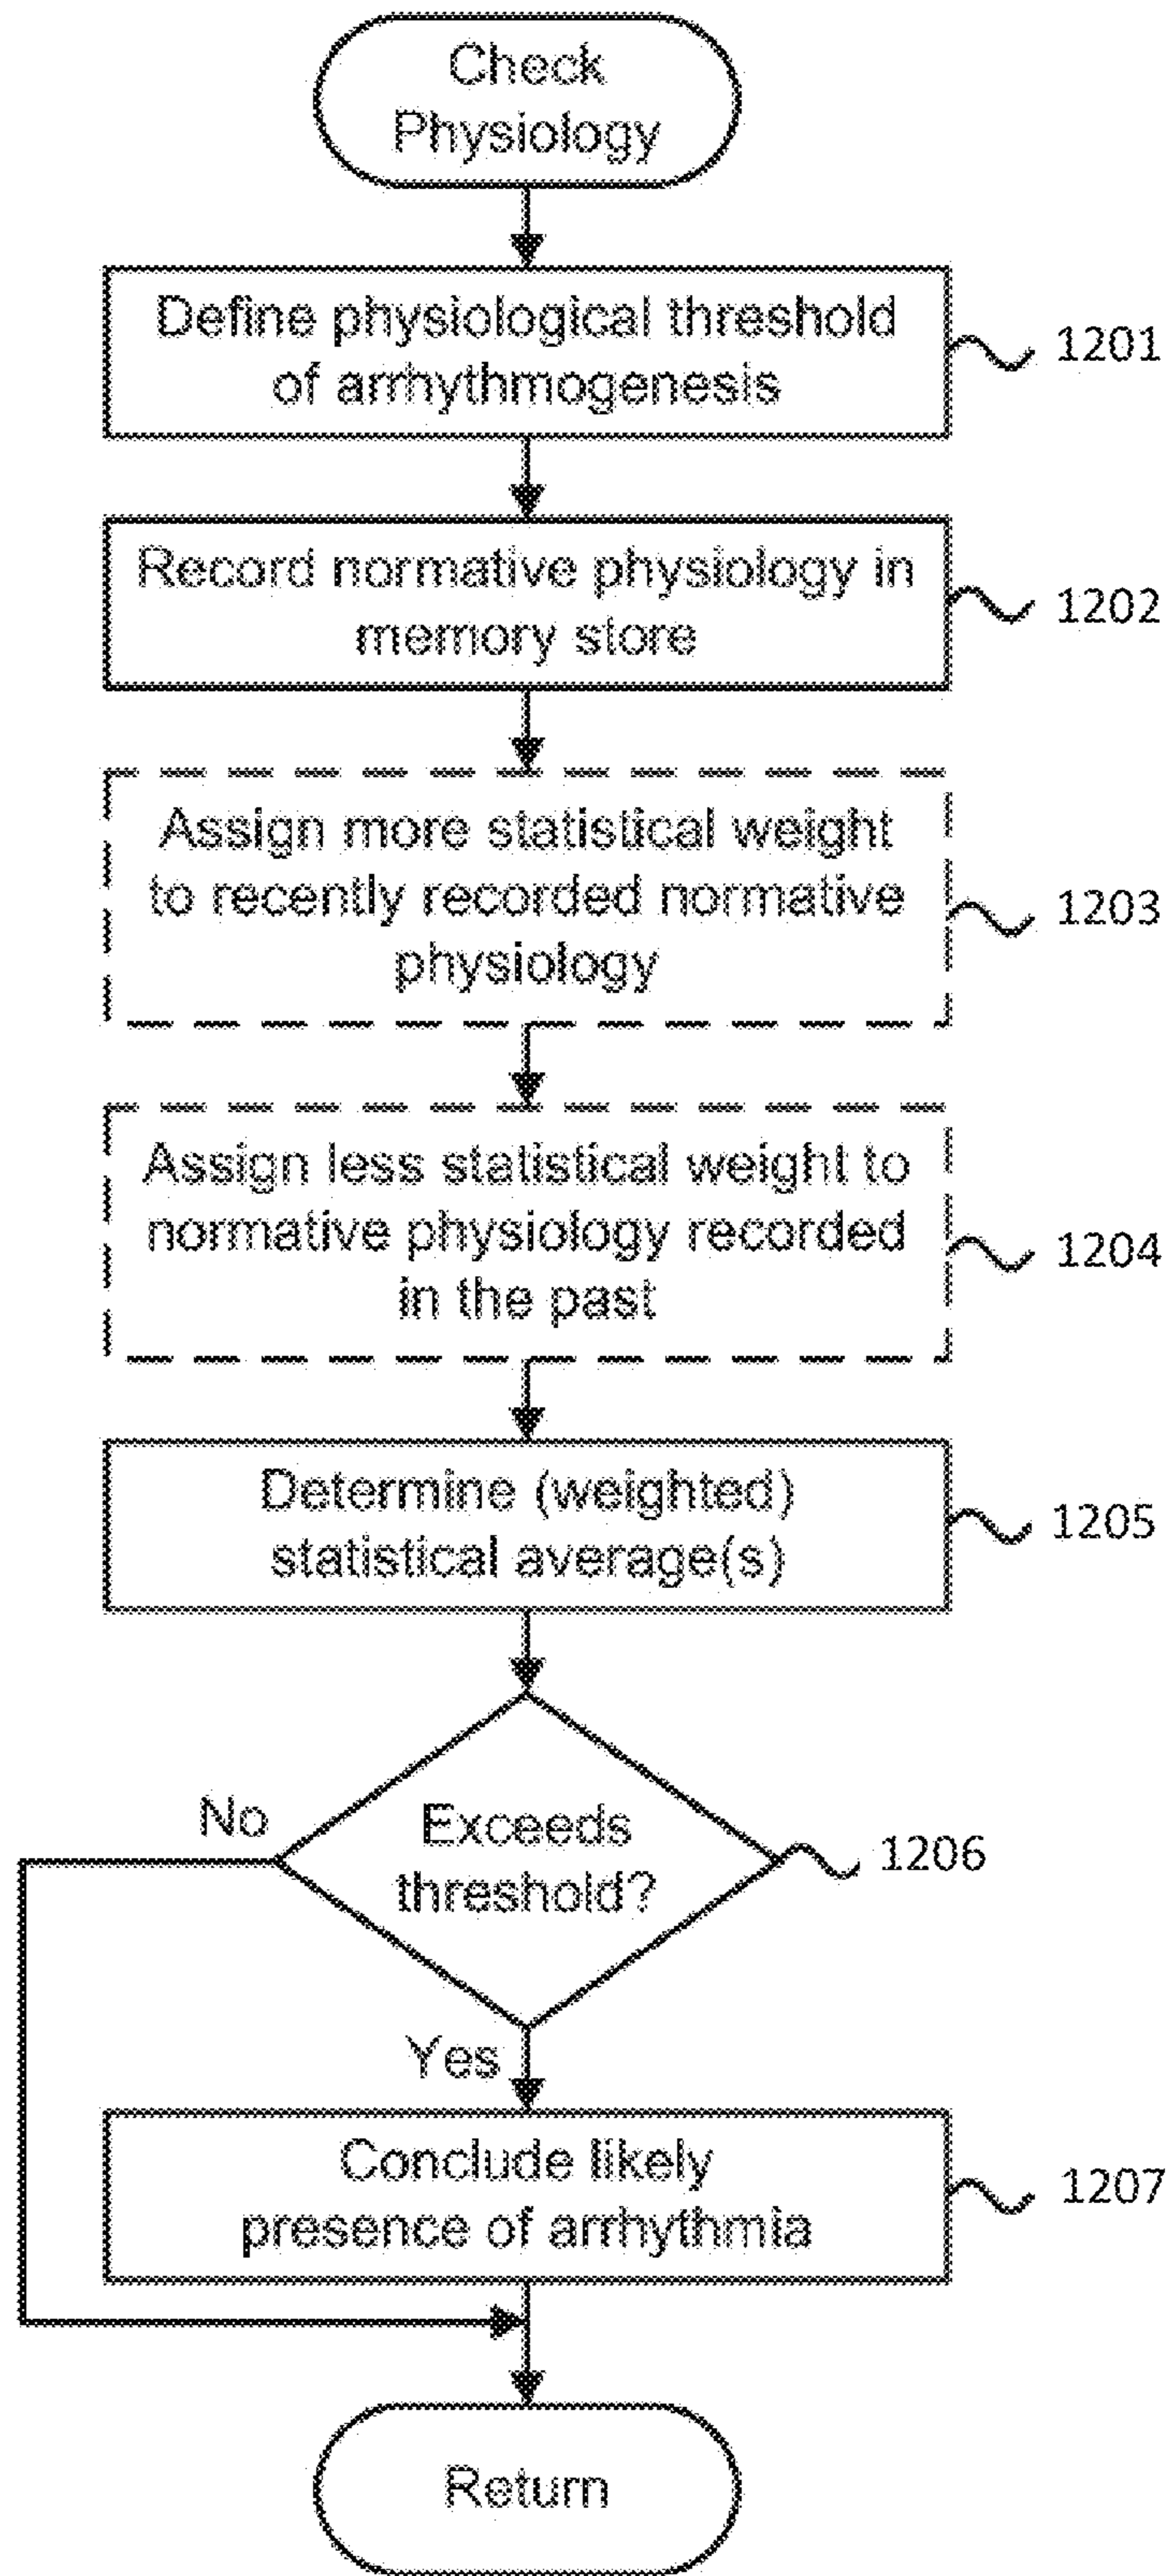 Check
Physiology
Define physiological threshold
of arrhythmogenesis
1201
Record normative physiology in
memory store
1202
Assign more statistical weight
to recently recorded normative
physiology
1203
Assign less statistical weight to
normative physiology recorded
in the past
1204
Determine (weighted)
statistical average(s)
1205
No
Exceeds
threshold?
1206
Yes
Conclude likely
presence of arrhythmia
1207
Return